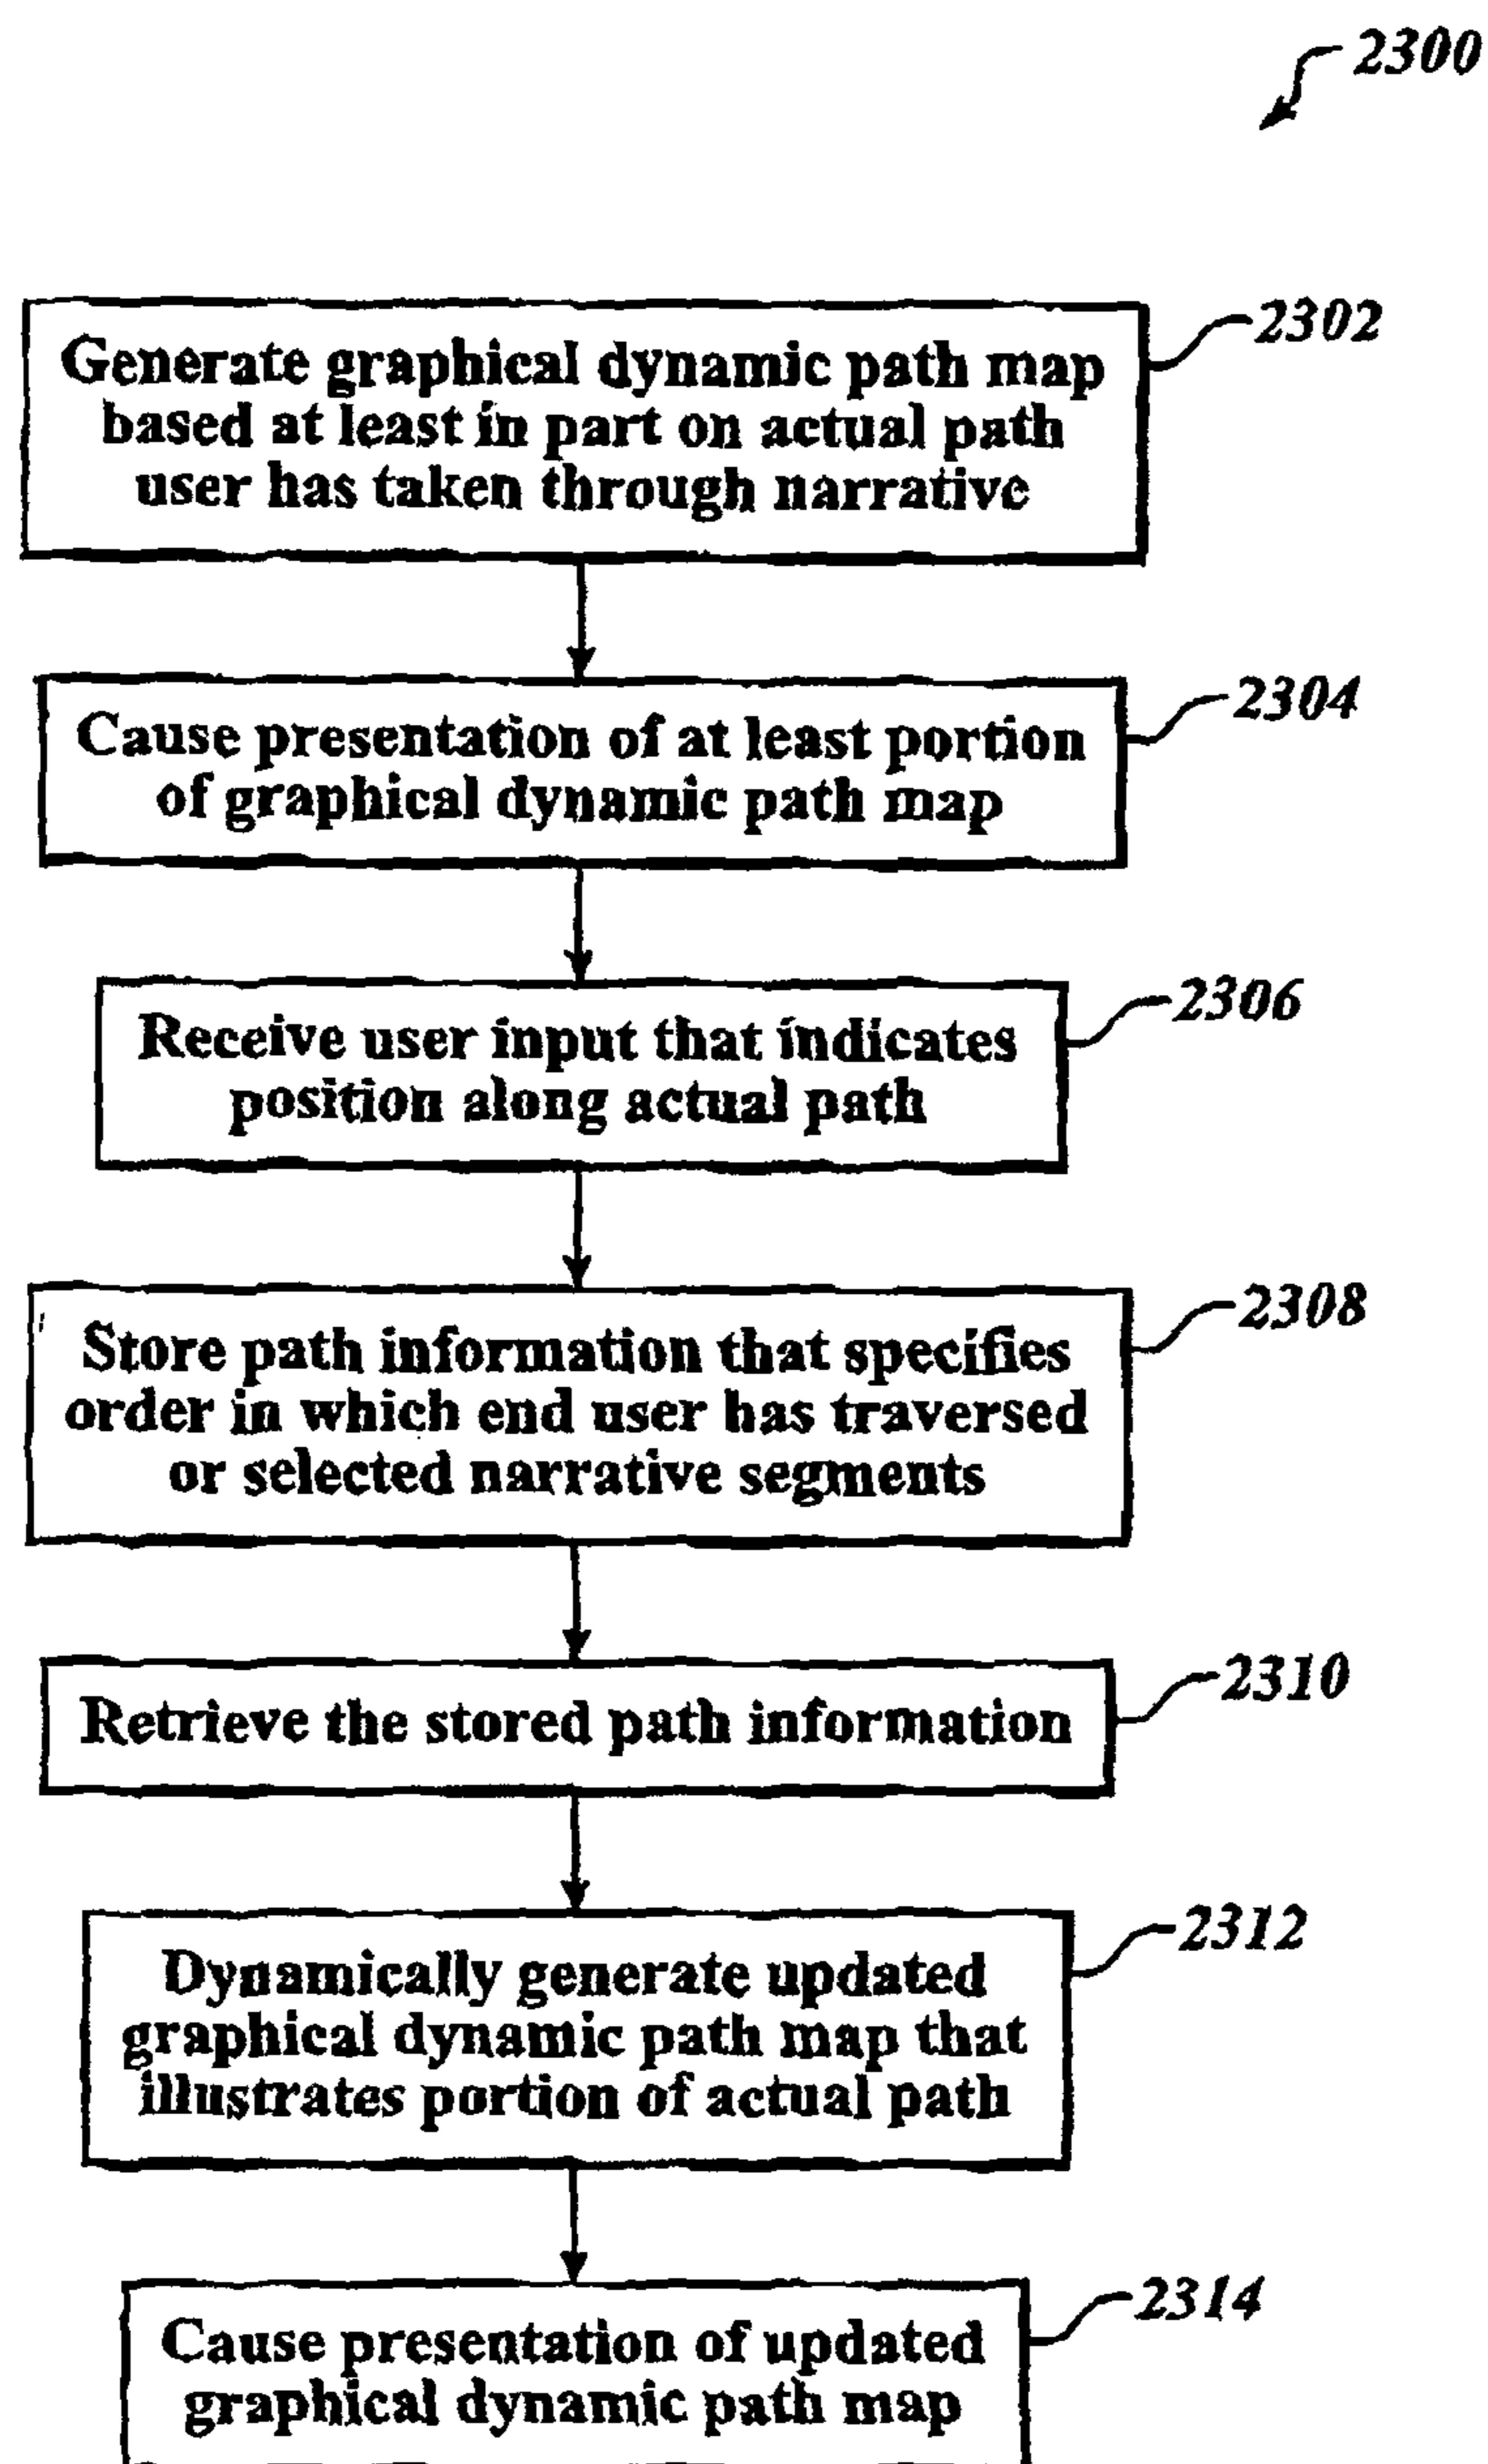 2300
2302
Generate graphical dynamic path map
based at least in part on actual path
user has taken through narrative
2304
Cause presentation of at least portion
of graphical dynamic path map
2306
Receive user input that indicates
position along actual path
2308
Store path information that specifies
order in which end user has traversed
or selected narrative segments
2310
Retrieve the stored path information
2312
Dynamically generate updated
graphical dynamic path map that
illustrates portion of actual path
2314
Cause presentation of updated
graphical dynamic path map